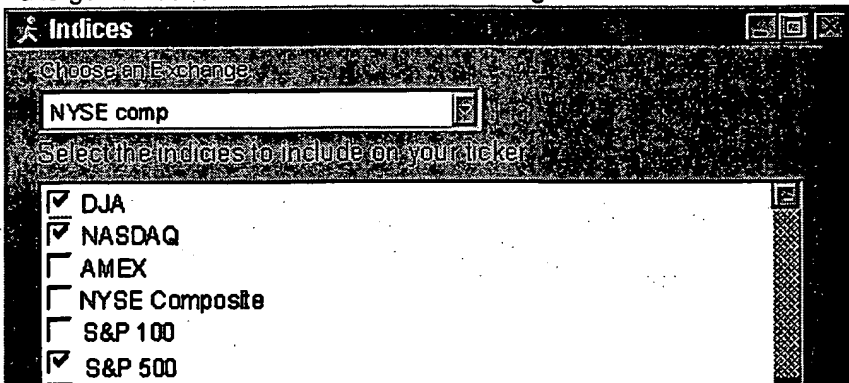 Indices
Choose an Exchange
NYSE comp
Select the indicies to include on your ticker
DJA
NASDAQ
AMEX
NYSE Composite
S&P 100
S&P 500